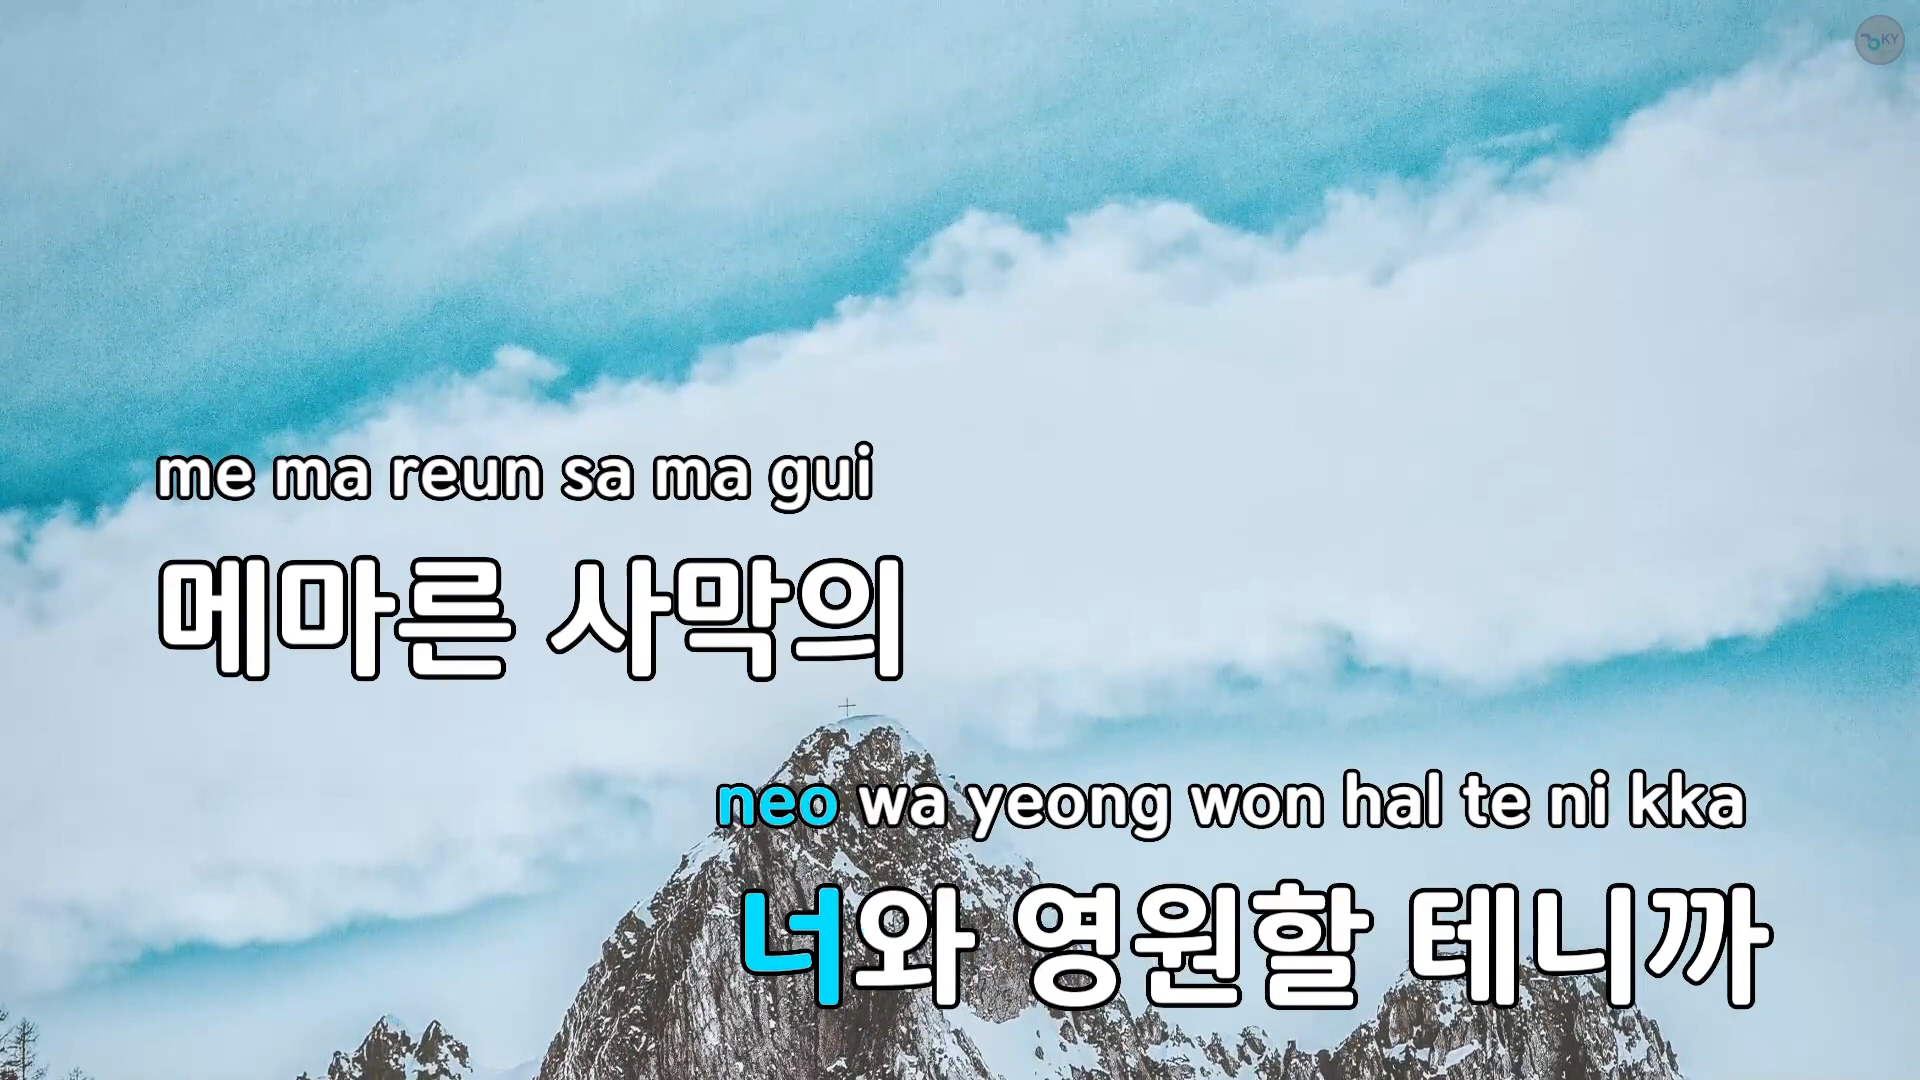 KY
me ma reun sa ma gui
메마른 사막의
neo wa yeong won hal te ni kka
너와 영원할 테니까